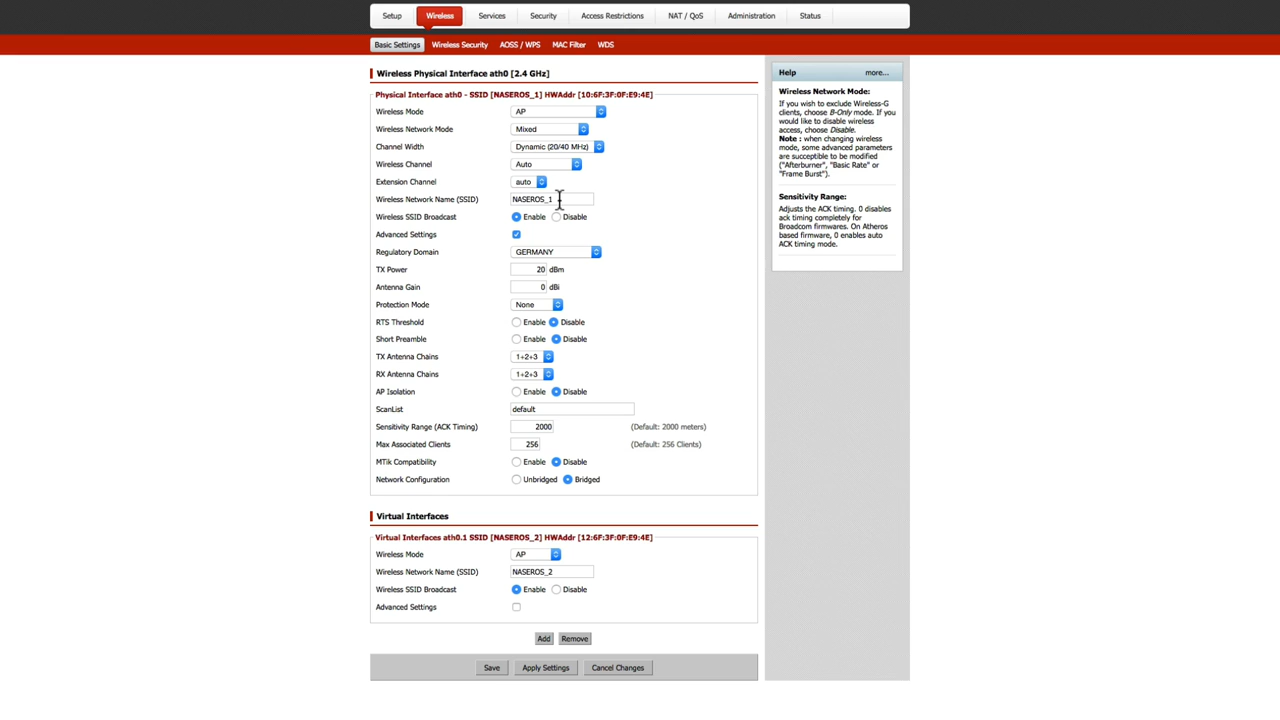 Setup Wireless Services Security Access Restrictions NAT / QoS Administration Status
Basic Settings Wireless Security AOSS / WPS MAC Filter WDS
Wireless Physical Interface ath0 [2.4 GHz]
Physical Interface ath0 - SSID [NASEROS_1] HWAddr [10:6F:3F:0F:E9:4E]
Wireless Mode AP
Wireless Network Mode Mixed
Channel Width Dynamic (20/40 MHz)
Wireless Channel Auto
Extension Channel auto
Wireless Network Name (SSID) NASEROS_1
Wireless SSID Broadcast Enable Disable
Advanced Settings
Regulatory Domain GERMANY
TX Power 20 dBm
Antenna Gain 0 dBi
Protection Mode None
RTS Threshold Enable Disable
Short Preamble Enable Disable
TX Antenna Chains 1+2+3
RX Antenna Chains 1+2+3
AP Isolation Enable Disable
ScanList default
Sensitivity Range (ACK Timing) 2000 (Default: 2000 meters)
Max Associated Clients 256 (Default: 256 Clients)
MTik Compatibility Enable Disable
Network Configuration Unbridged Bridged
Virtual Interfaces
Virtual Interfaces ath0.1 SSID [NASEROS_2] HWAddr [12:6F:3F:0F:E9:4E]
Wireless Mode AP
Wireless Network Name (SSID) NASEROS_2
Wireless SSID Broadcast Enable Disable
Advanced Settings
Add Remove
Save Apply Settings Cancel Changes
Help more...
Wireless Network Mode:
If you wish to exclude Wireless-G
clients, choose B-Only mode. If you
would like to disable wireless
access, choose Disable.
Note : when changing wireless
mode, some advanced parameters
are succeptible to be modified
("Afterburner", "Basic Rate" or
"Frame Burst").
Sensitivity Range:
Adjusts the ACK timing. 0 disables
ack timing completely for
Broadcom firmwares. On Atheros
based firmware, 0 enables auto
ACK timing mode.